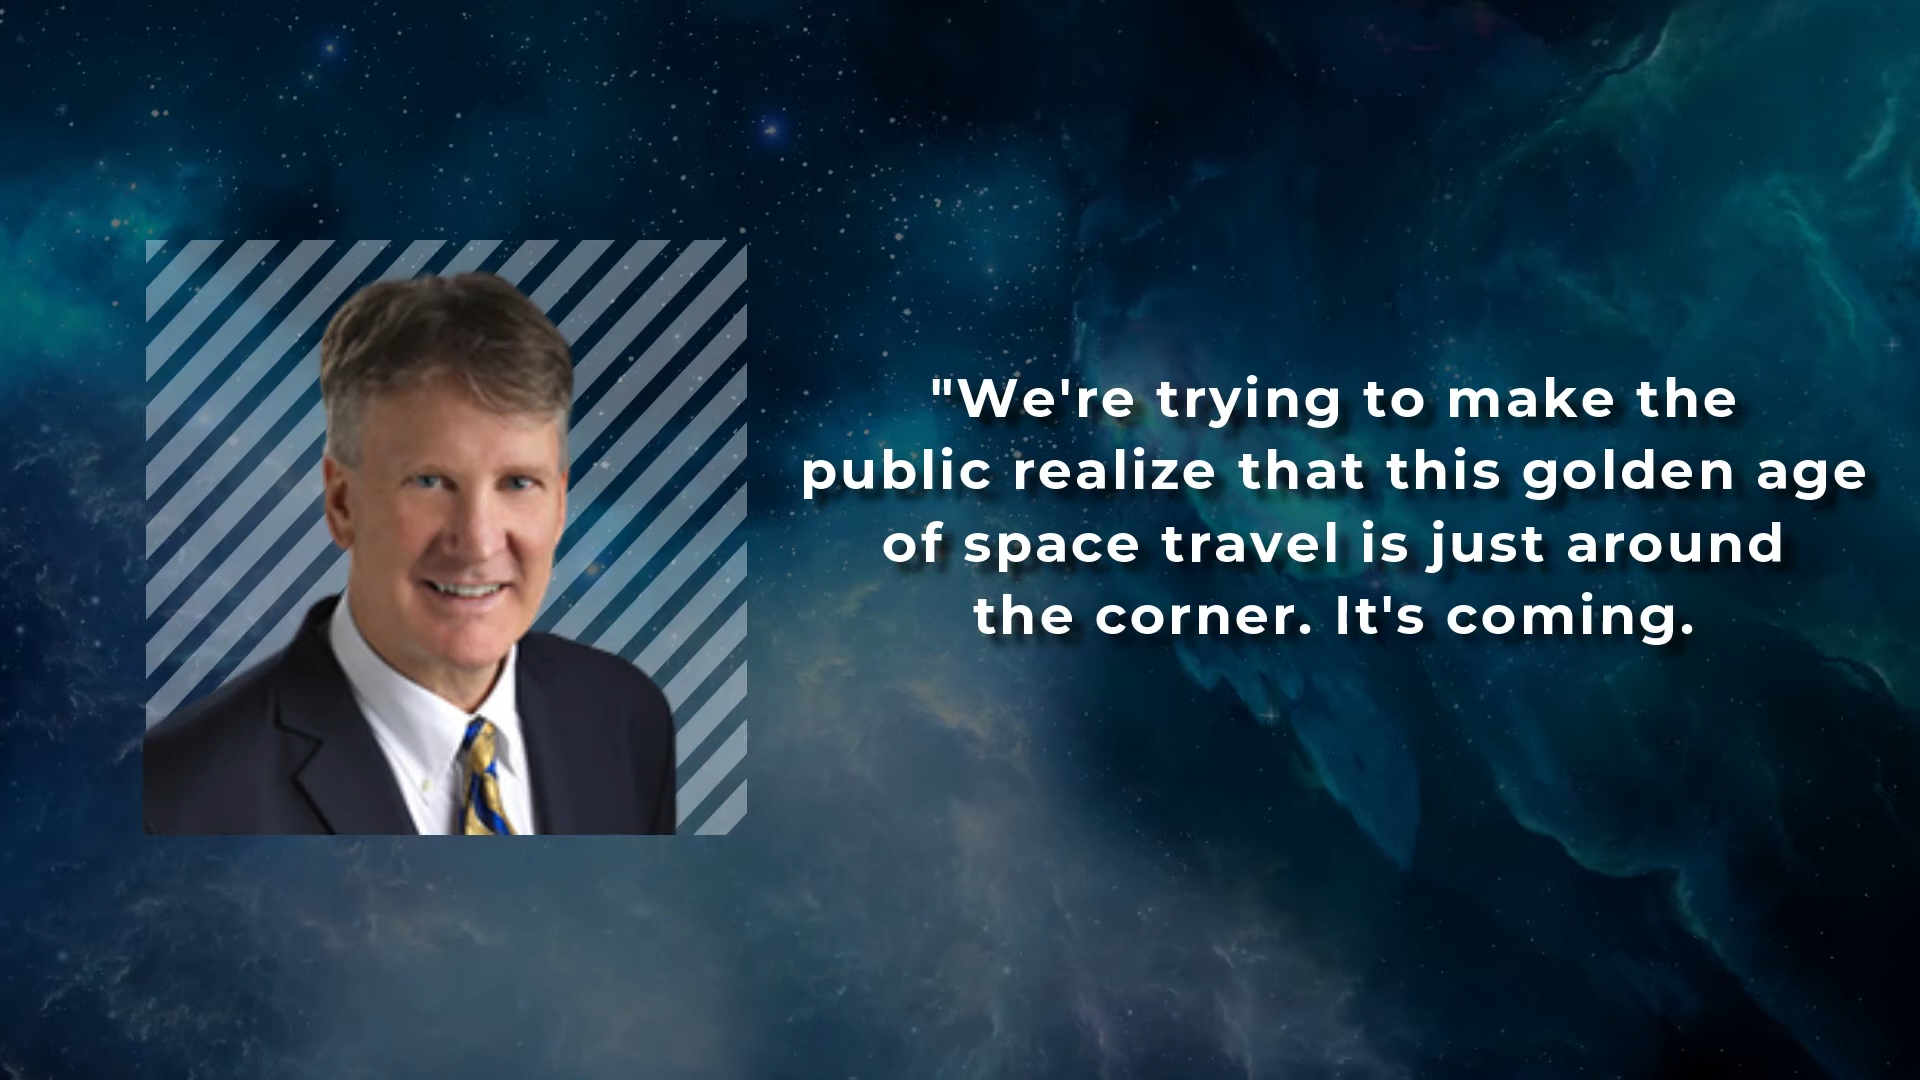 "We're trying to make the
public realize that this golden age
of space travel is just around
the corner. It's coming.